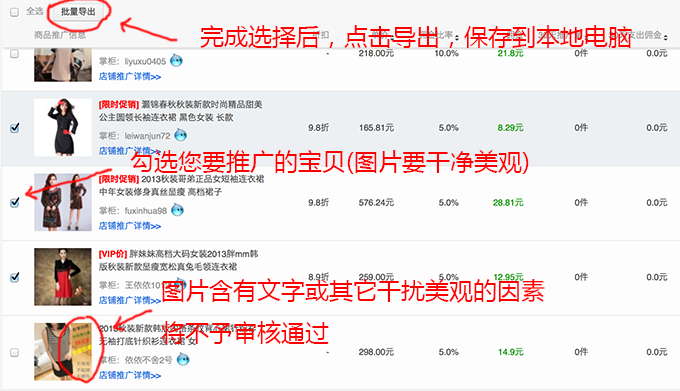 全选 批量导出
完成选择后，点击导出，保存到本地电脑
商品推广信息
218.00元 10.0% 21.8元 0件 0.0元
掌柜：liyuxu0405
店铺推广详情>>
[限时促销] 灏锦春秋秋装新款时尚精品甜美
公主圆领长袖连衣裙 黑色女装 长款
掌柜：leiwanjun72
店铺推广详情>>
9.8折 165.81元 5.0% 8.29元 0件 0.0元
勾选您要推广的宝贝(图片要干净美观)
[限时促销] 2013秋装哥弟正品女短袖连衣裙
中年女装修身真丝显瘦 高档裙子
掌柜：fuxinhua98
店铺推广详情>>
9.8折 576.24元 5.0% 28.81元 0件 0.0元
[VIP价] 胖妹妹高档大码女装2013胖mm韩
版秋装新款显瘦宽松真兔毛领连衣裙
掌柜：王依依10
店铺推广详情>>
8.9折 259.00元 5.0% 12.95元 0件 0.0元
图片含有文字或其它干扰美观的因素
将不予审核通过
2013秋装新款韩版
无袖打底针织衫连衣裙 女
掌柜：依依不舍2号
店铺推广详情>>
- 298.00元 5.0% 14.9元 0件 0.0元